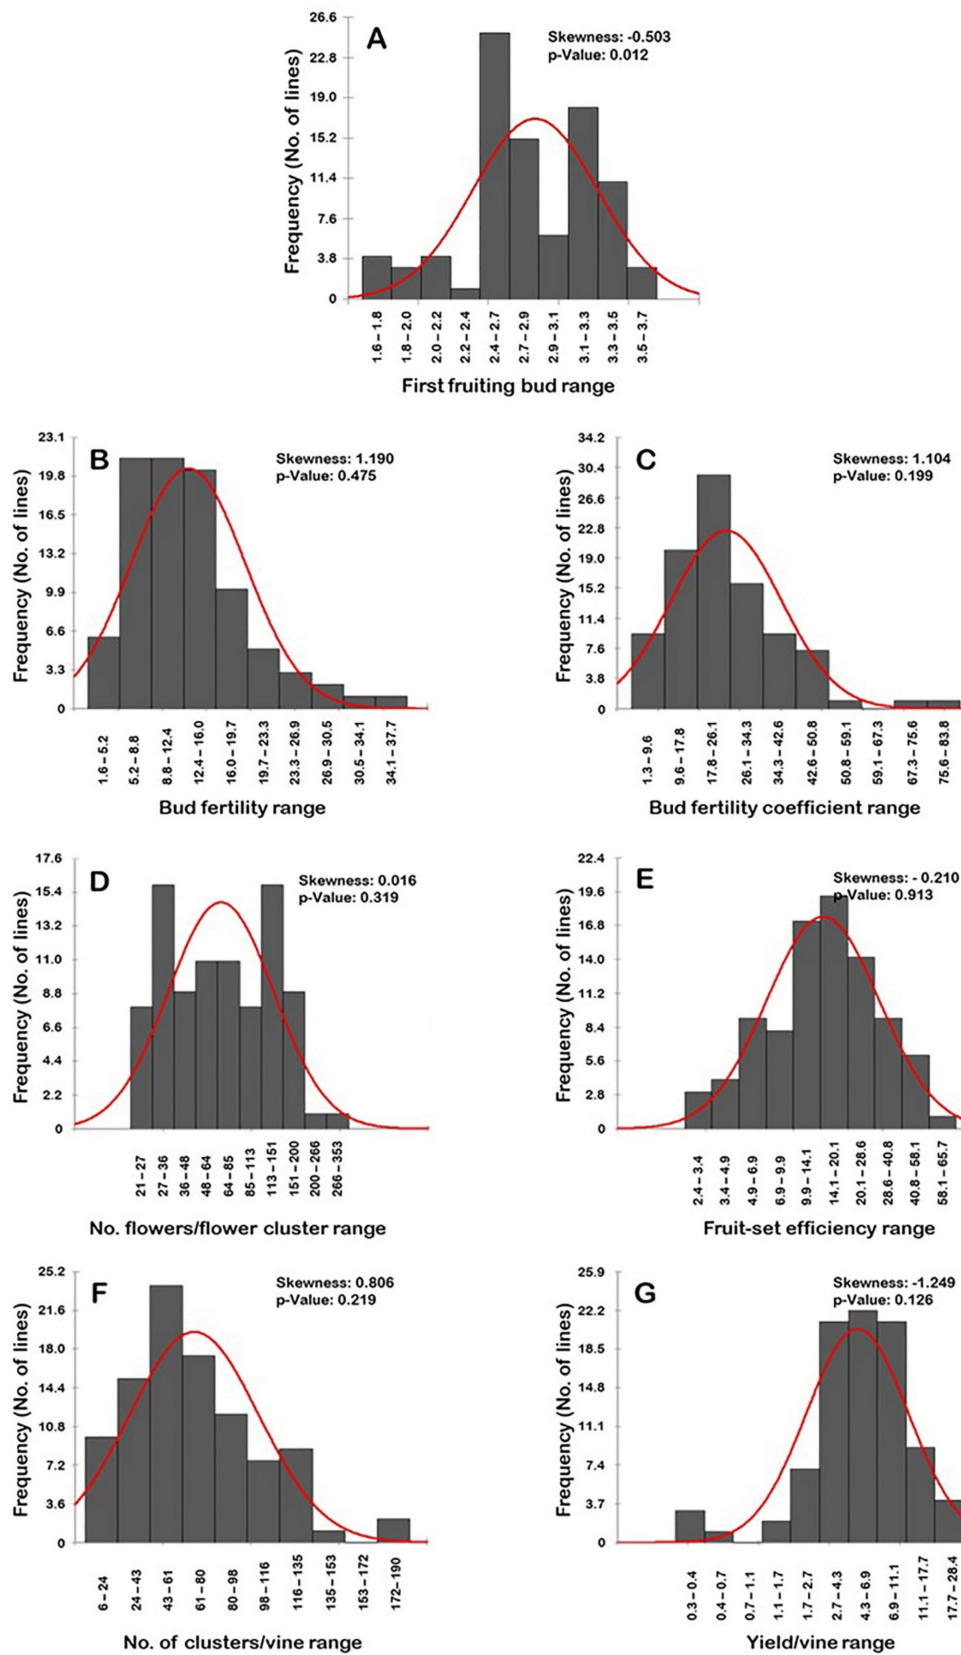 A
Skewness: -0.503
p-Value: 0.012
Frequency (No. of lines)
26.6
22.8
19.0
15.2
11.4
7.6
3.8
0
1.6 – 1.8
1.8 – 2.0
2.0 – 2.2
2.2 – 2.4
2.4 – 2.7
2.7 – 2.9
2.9 – 3.1
3.1 – 3.3
3.3 – 3.5
3.5 – 3.7
First fruiting bud range
B
Skewness: 1.190
p-Value: 0.475
Frequency (No. of lines)
23.1
19.8
16.5
13.2
9.9
6.6
3.3
0
1.6 – 5.2
5.2 – 8.8
8.8 – 12.4
12.4 – 16.0
16.0 – 19.7
19.7 – 23.3
23.3 – 26.9
26.9 – 30.5
30.5 – 34.1
34.1 – 37.7
Bud fertility range
C
Skewness: 1.104
p-Value: 0.199
Frequency (No. of lines)
34.2
30.4
26.6
22.8
19.0
15.2
11.4
7.6
3.8
0
1.3 – 9.6
9.6 – 17.8
17.8 – 26.1
26.1 – 34.3
34.3 – 42.6
42.6 – 50.8
50.8 – 59.1
59.1 – 67.3
67.3 – 75.6
75.6 – 83.8
Bud fertility coefficient range
D
Skewness: 0.016
p-Value: 0.319
Frequency (No. of lines)
17.6
15.4
13.2
11.0
8.8
6.6
4.4
2.2
0
21 – 27
27 – 36
36 – 48
48 – 64
64 – 85
85 – 113
113 – 151
151 – 200
200 – 266
266 – 353
No. flowers/flower cluster range
E
Skewness: - 0.210
p-Value: 0.913
Frequency (No. of lines)
22.4
19.6
16.8
14.0
11.2
8.4
5.6
2.8
0
2.4 – 3.4
3.4 – 4.9
4.9 – 6.9
6.9 – 9.9
9.9 – 14.1
14.1 – 20.1
20.1 – 28.6
28.6 – 40.8
40.8 – 58.1
58.1 – 65.7
Fruit-set efficiency range
F
Skewness: 0.806
p-Value: 0.219
Frequency (No. of lines)
25.2
21.6
18.0
14.4
10.8
7.2
3.6
0
6 – 24
24 – 43
43 – 61
61 – 80
80 – 98
98 – 116
116 – 135
135 – 153
153 – 172
172–190
No. of clusters/vine range
G
Skewness: -1.249
p-Value: 0.126
Frequency (No. of lines)
25.9
22.2
18.5
14.8
11.1
7.4
3.7
0
0.3 – 0.4
0.4 – 0.7
0.7 – 1.1
1.1 – 1.7
1.7 – 2.7
2.7 – 4.3
4.3 – 6.9
6.9 – 11.1
11.1 – 17.7
17.7 – 28.4
Yield/vine range